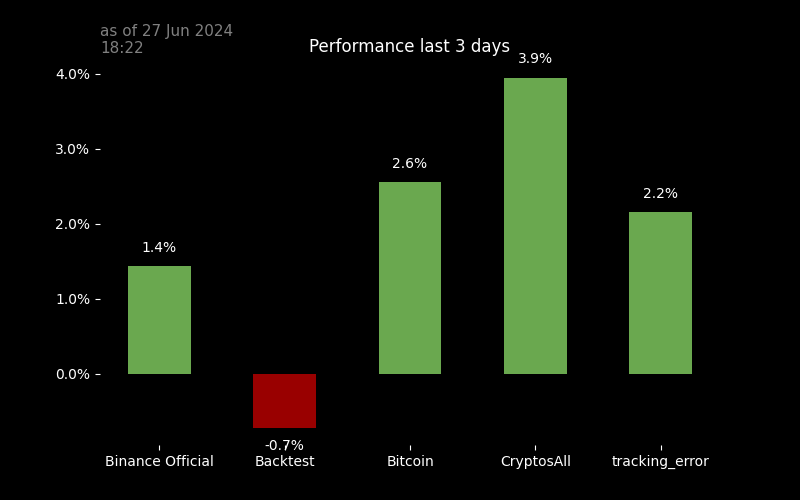 as of 27 Jun 2024
18:22
Performance last 3 days
3.9%
4.0%
3.0%
2.6%
2.2%
2.0%
1.4%
1.0%
0.0%
-0.7%
Binance Official
Backtest
Bitcoin
CryptosAll
tracking_error